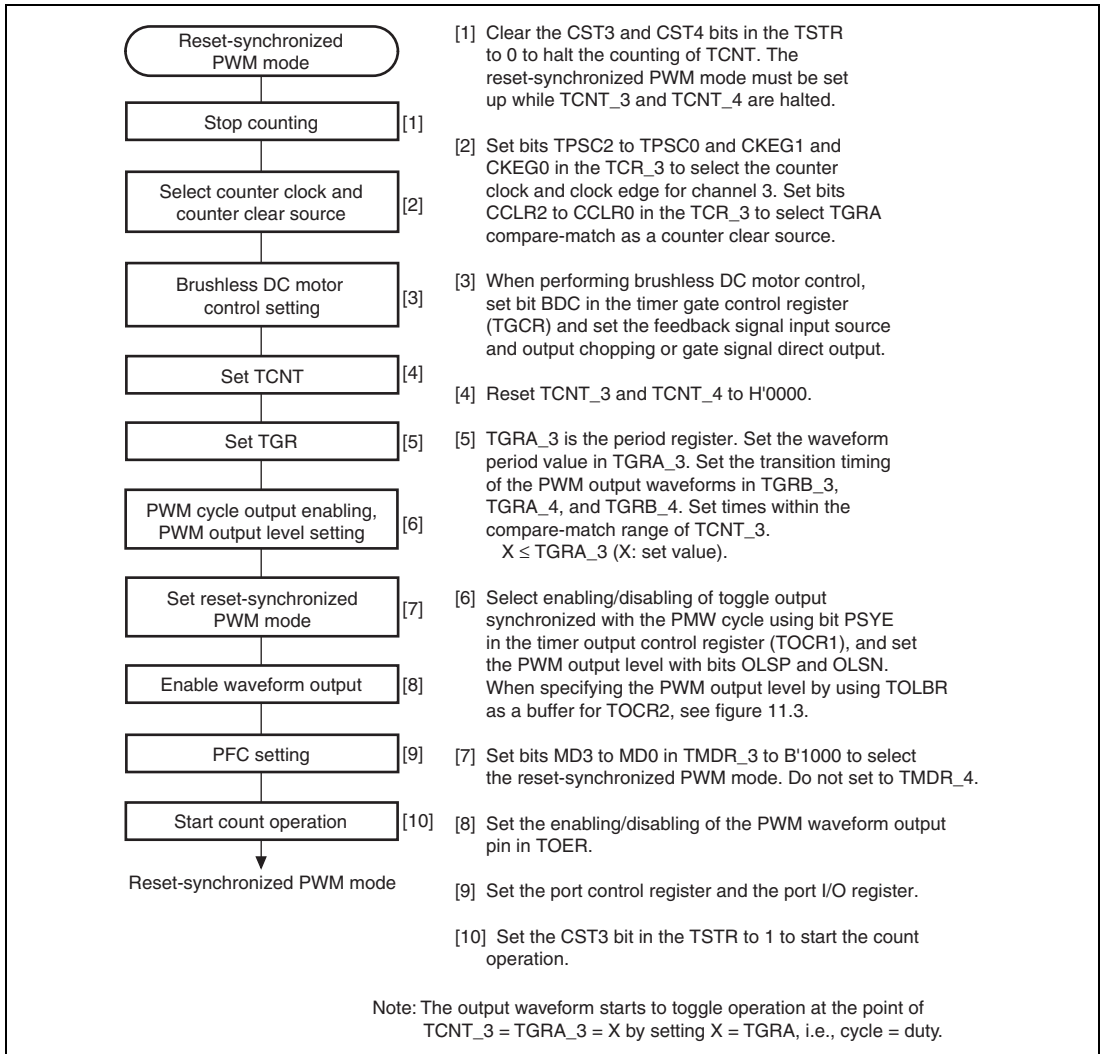 Reset-synchronized
PWM mode
Stop counting
[1]
Select counter clock and
counter clear source
[2]
Brushless DC motor
control setting
[3]
Set TCNT
[4]
Set TGR
[5]
PWM cycle output enabling,
PWM output level setting
[6]
Set reset-synchronized
PWM mode
[7]
Enable waveform output
[8]
PFC setting
[9]
Start count operation
[10]
Reset-synchronized PWM mode
[1] Clear the CST3 and CST4 bits in the TSTR
to 0 to halt the counting of TCNT. The
reset-synchronized PWM mode must be set
up while TCNT_3 and TCNT_4 are halted.
[2] Set bits TPSC2 to TPSC0 and CKEG1 and
CKEG0 in the TCR_3 to select the counter
clock and clock edge for channel 3. Set bits
CCLR2 to CCLR0 in the TCR_3 to select TGRA
compare-match as a counter clear source.
[3] When performing brushless DC motor control,
set bit BDC in the timer gate control register
(TGCR) and set the feedback signal input source
and output chopping or gate signal direct output.
[4] Reset TCNT_3 and TCNT_4 to H'0000.
[5] TGRA_3 is the period register. Set the waveform
period value in TGRA_3. Set the transition timing
of the PWM output waveforms in TGRB_3,
TGRA_4, and TGRB_4. Set times within the
compare-match range of TCNT_3.
X ≤ TGRA_3 (X: set value).
[6] Select enabling/disabling of toggle output
synchronized with the PMW cycle using bit PSYE
in the timer output control register (TOCR1), and set
the PWM output level with bits OLSP and OLSN.
When specifying the PWM output level by using TOLBR
as a buffer for TOCR2, see figure 11.3.
[7] Set bits MD3 to MD0 in TMDR_3 to B'1000 to select
the reset-synchronized PWM mode. Do not set to TMDR_4.
[8] Set the enabling/disabling of the PWM waveform output
pin in TOER.
[9] Set the port control register and the port I/O register.
[10] Set the CST3 bit in the TSTR to 1 to start the count
operation.
Note: The output waveform starts to toggle operation at the point of
TCNT_3 = TGRA_3 = X by setting X = TGRA, i.e., cycle = duty.